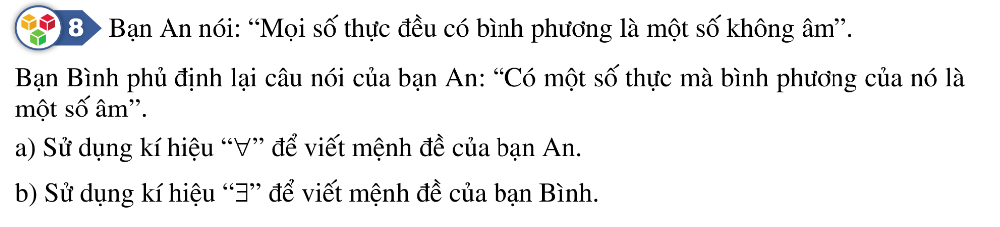 8 Bạn An nói: “Mọi số thực đều có bình phương là một số không âm”.
Bạn Bình phủ định lại câu nói của bạn An: “Có một số thực mà bình phương của nó là
một số âm”.
a) Sử dụng kí hiệu “∀” để viết mệnh đề của bạn An.
b) Sử dụng kí hiệu “∃” để viết mệnh đề của bạn Bình.